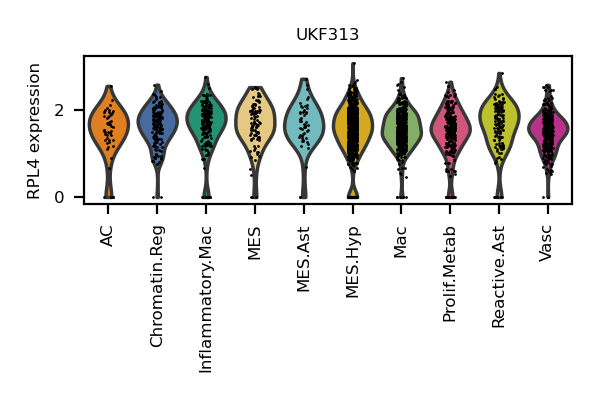 UKF313
RPL4 expression
2
0
AC
Chromatin.Reg
Inflammatory.Mac
MES
MES.Ast
MES.Hyp
Mac
Prolif.Metab
Reactive.Ast
Vasc